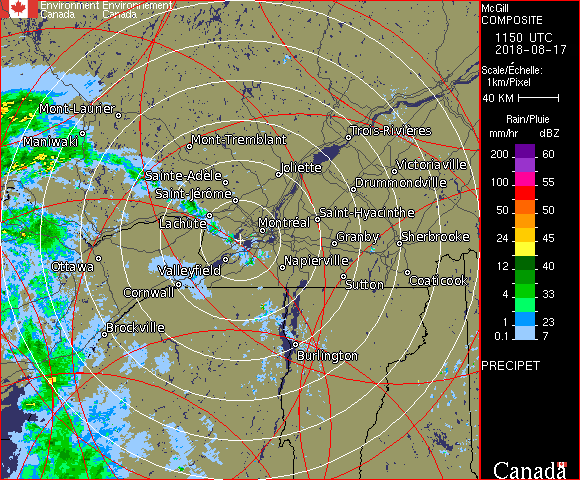 Environment Environnement
Canada Canada
McGill
COMPOSITE
1150 UTC
2018-08-17
Scale/Échelle:
1km/Pixel
40 KM
Rain/Pluie
mm/hr dBZ
200 60
100 55
50 50
24 45
12 40
4 33
1 23
0.1 7
PRECIPET
Canada
Mont-Laurier
Maniwaki
Mont-Tremblant
Trois-Rivières
Sainte-Adèle
Joliette
Victoriaville
Saint-Jérôme
Drummondville
Lachute
Montréal
Saint-Hyacinthe
Ottawa
Valleyfield
Granby
Sherbrooke
Napierville
Cornwall
Sutton
Coaticook
Brockville
Burlington